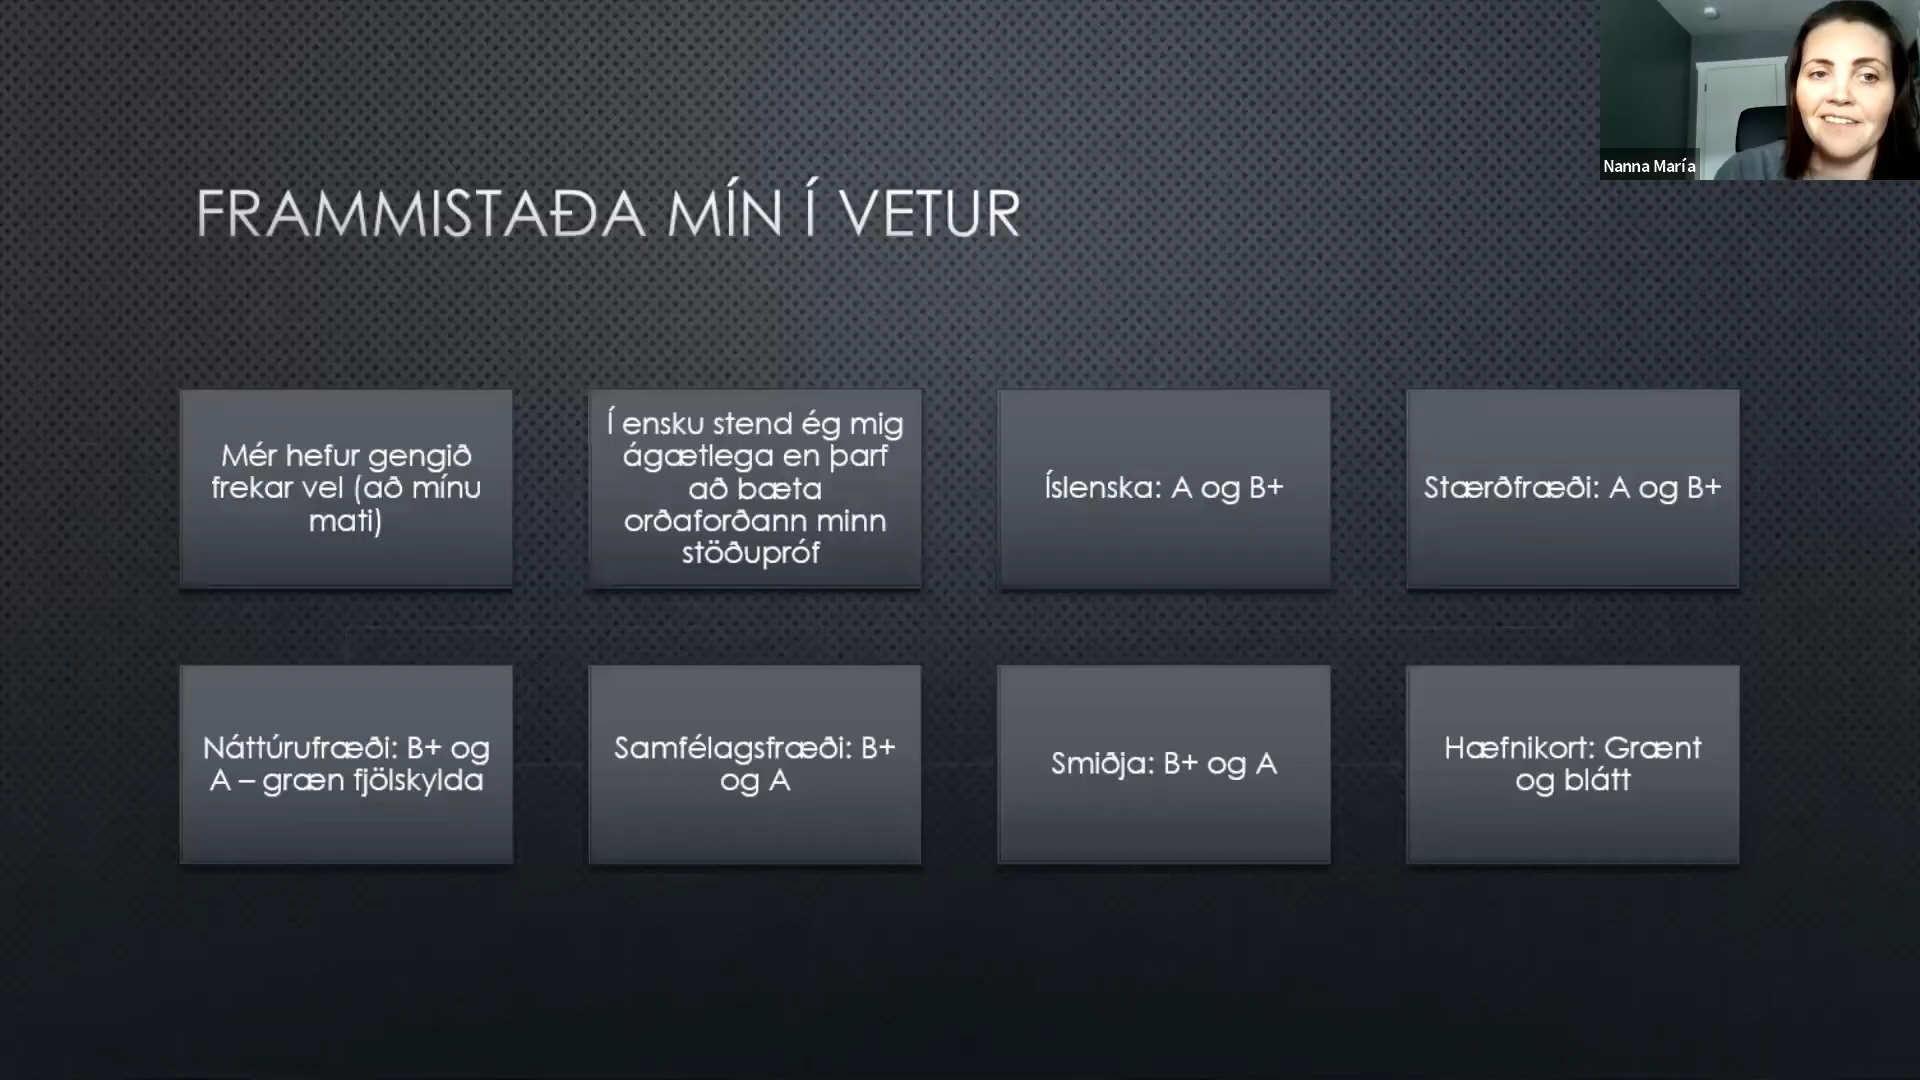 Nanna María
FRAMMISTAÐA MÍN Í VETUR
Mér hefur gengið
frekar vel (að mínu
mati)
Í ensku stend ég mig
ágætlega en þarf
að bæta
orðaforðann minn
stöðupróf
Íslenska: A og B+
Stærðfræði: A og B+
Náttúrufræði: B+ og
A – græn fjölskylda
Samfélagsfræði: B+
og A
Smiðja: B+ og A
Hæfnikort: Grænt
og blátt